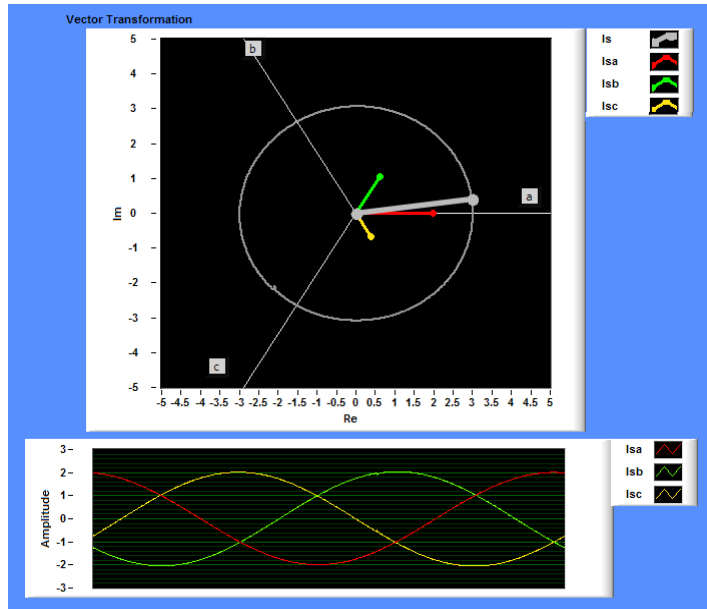 Vector Transformation
Is
Isa
Isb
Isc
5
4
3
2
1
0
-1
-2
-3
-4
-5
Im
b
a
c
-5 -4.5 -4 -3.5 -3 -2.5 -2 -1.5 -1 -0.5 0 0.5 1 1.5 2 2.5 3 3.5 4 4.5 5
Re
3
2
1
0
-1
-2
-3
Amplitude
Isa
Isb
Isc